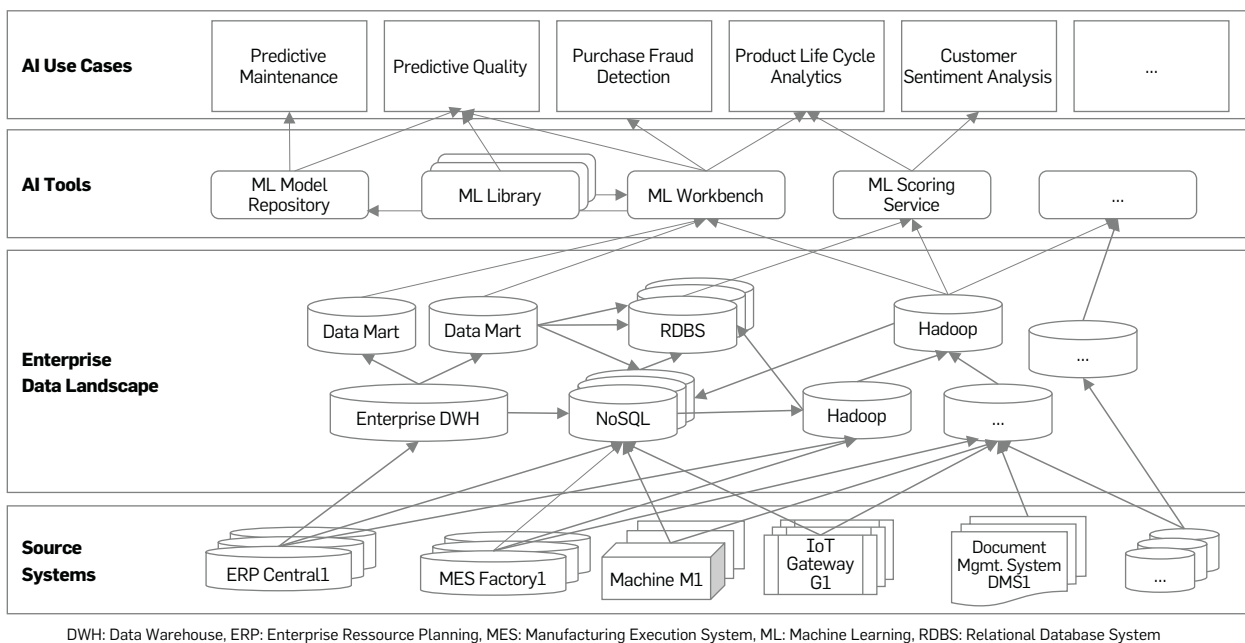 AI Use Cases
Predictive
Maintenance
Predictive Quality
Purchase Fraud
Detection
Product Life Cycle
Analytics
Customer
Sentiment Analysis
...
AI Tools
ML Model
Repository
ML Library
ML Workbench
ML Scoring
Service
...
Enterprise
Data Landscape
Data Mart
Data Mart
RDBS
Hadoop
...
Enterprise DWH
NoSQL
Hadoop
...
Source
Systems
ERP Central1
MES Factory1
Machine M1
IoT
Gateway
G1
Document
Mgmt. System
DMS1
...
DWH: Data Warehouse, ERP: Enterprise Ressource Planning, MES: Manufacturing Execution System, ML: Machine Learning, RDBS: Relational Database System